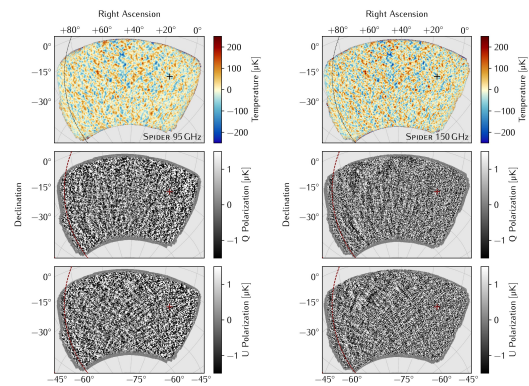 Right Ascension
+80° +60° +40° +20° 0°
0°
−15°
−30°
200
100
0
−100
−200
Temperature [µK]
SPIDER 95 GHz
Declination
0°
−15°
−30°
1
0
−1
Q Polarization [µK]
0°
−15°
−30°
1
0
−1
U Polarization [µK]
−45° −60° −75° −60° −45°
Right Ascension
+80° +60° +40° +20° 0°
0°
−15°
−30°
200
100
0
−100
−200
Temperature [µK]
SPIDER 150 GHz
Declination
0°
−15°
−30°
1
0
−1
Q Polarization [µK]
0°
−15°
−30°
1
0
−1
U Polarization [µK]
−45° −60° −75° −60° −45°